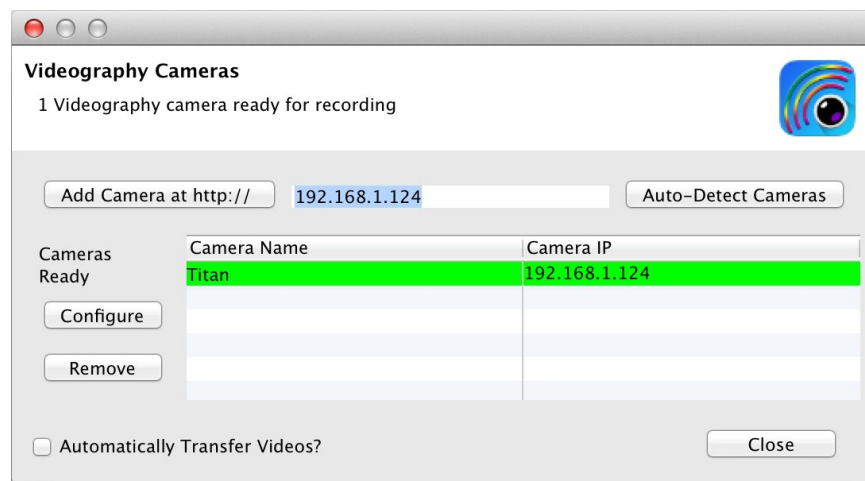 Videography Cameras
1 Videography camera ready for recording
Add Camera at http:// 192.168.1.124 Auto-Detect Cameras
Cameras Ready
Camera Name Camera IP
Titan 192.168.1.124
Configure
Remove
Automatically Transfer Videos? Close